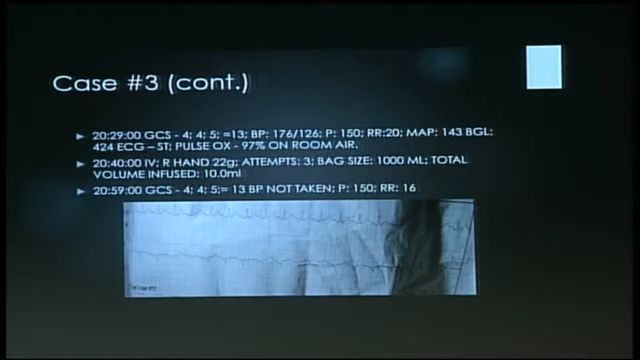 Case #3 (cont.)
20:29:00 GCS - 4; 4; 5; =13; BP: 176/126; P: 150; RR:20; MAP: 143 BGL:
424 ECG – ST; PULSE OX - 97% ON ROOM AIR.
20:40:00 IV; R HAND 22g; ATTEMPTS: 3; BAG SIZE: 1000 ML; TOTAL
VOLUME INFUSED: 10.0ml
20:59:00 GCS - 4; 4; 5;= 13 BP NOT TAKEN; P: 150; RR: 16